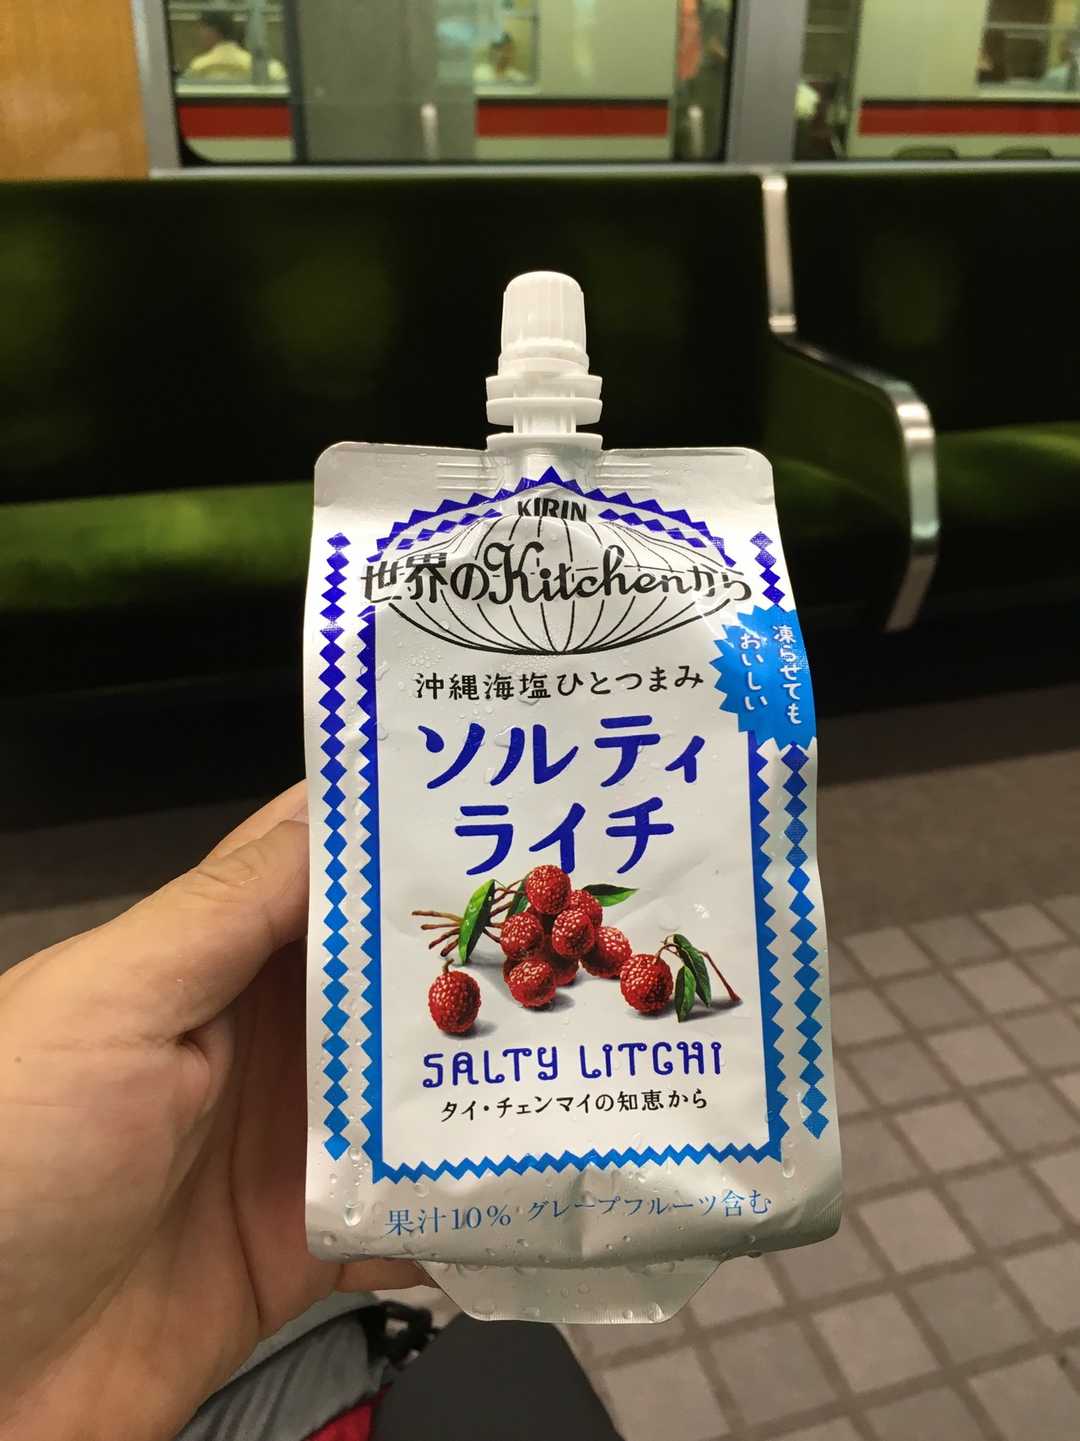 KIRIN
世界のKitchenから
凍らせても
おいしい
沖縄海塩ひとつまみ
ソルティ
ライチ
SALTY LITCHI
タイ・チェンマイの知恵から
果汁10% グレープフルーツ含む